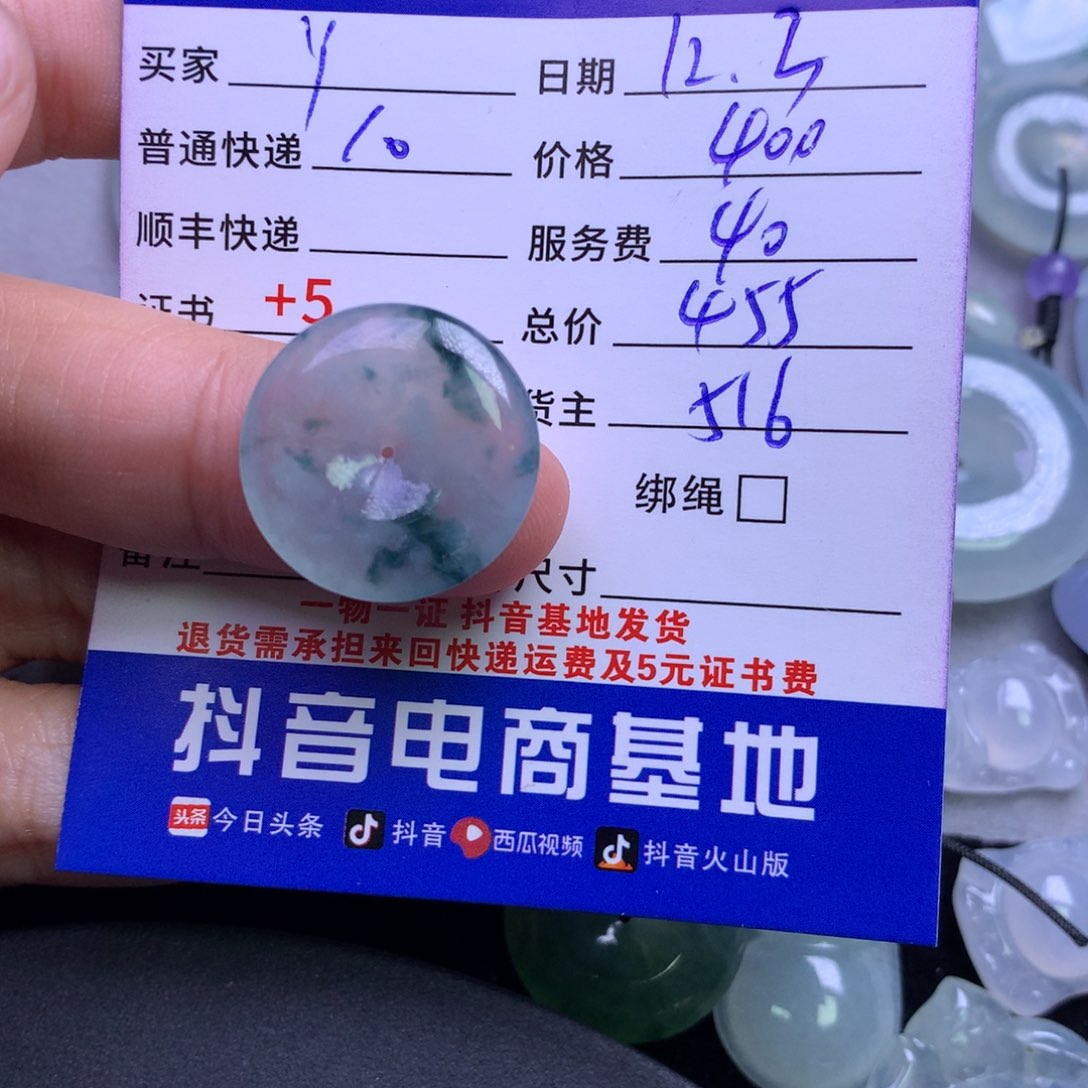 买家 y 日期 12.3
普通快递 10 价格 400
顺丰快递 服务费 40
证书 +5 总价 455
货主 516
绑绳
备注 尺寸
一物一证 抖音基地发货
退货需承担来回快递运费及5元证书费
抖音电商基地
头条 今日头条 抖音 西瓜视频 抖音火山版